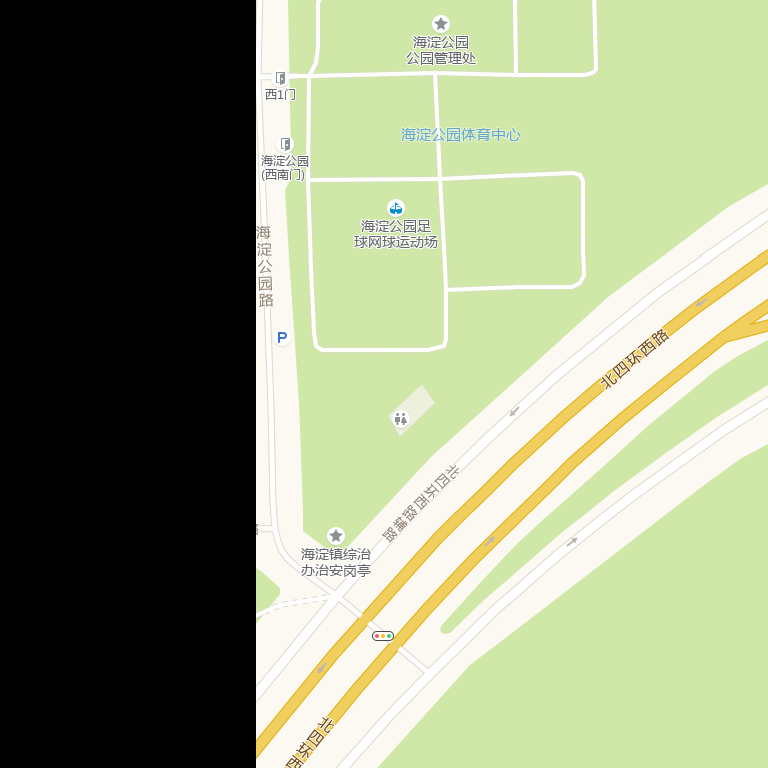 海淀公园
公园管理处
西1门
海淀公园体育中心
海淀公园
(西南门)
海淀公园足
球网球运动场
海淀公园路
P
北四环西路
北四环西路辅路
海淀镇综治
办治安岗亭
北四环西